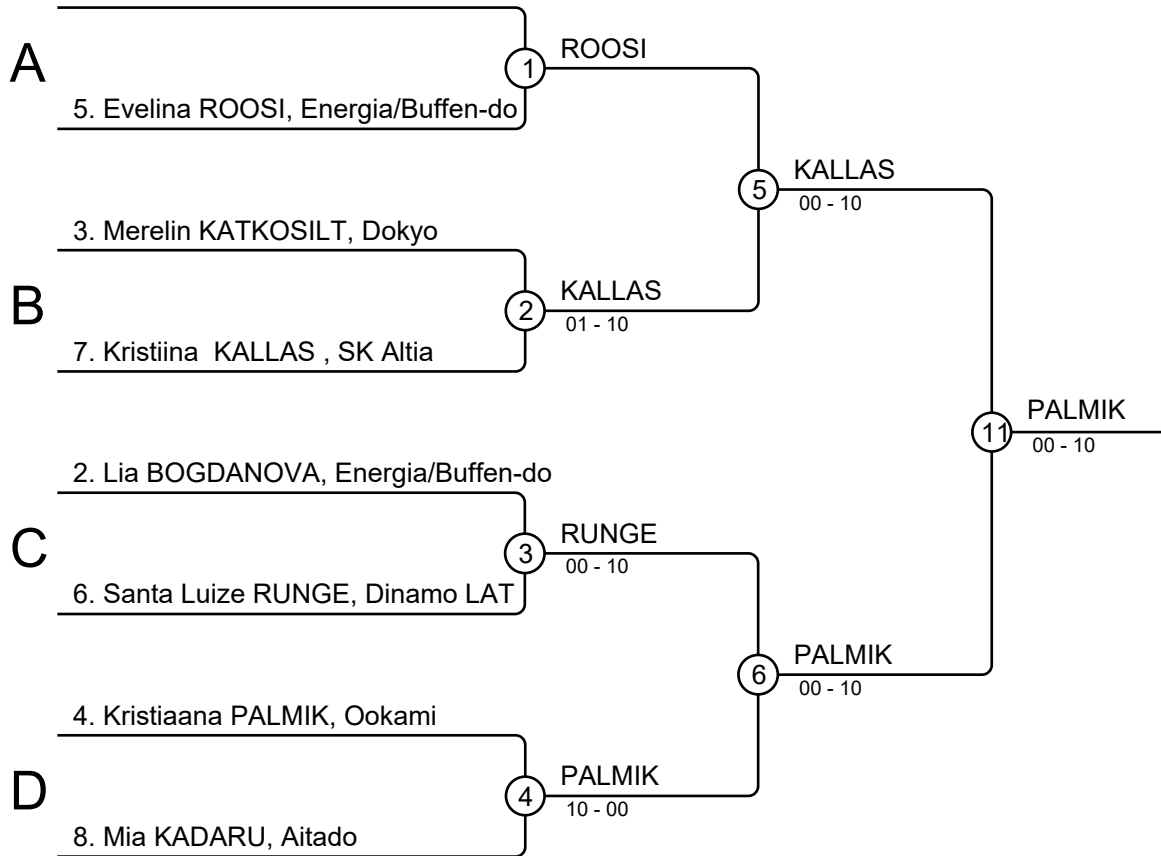 A
1
ROOSI
5. Evelina ROOSI, Energia/Buffen-do
5
KALLAS
00 - 10
3. Merelin KATKOSILT, Dokyo
B
2
KALLAS
01 - 10
7. Kristiina  KALLAS , SK Altia
11
PALMIK
00 - 10
2. Lia BOGDANOVA, Energia/Buffen-do
C
3
RUNGE
00 - 10
6. Santa Luize RUNGE, Dinamo LAT
6
PALMIK
00 - 10
4. Kristiaana PALMIK, Ookami
D
4
PALMIK
10 - 00
8. Mia KADARU, Aitado